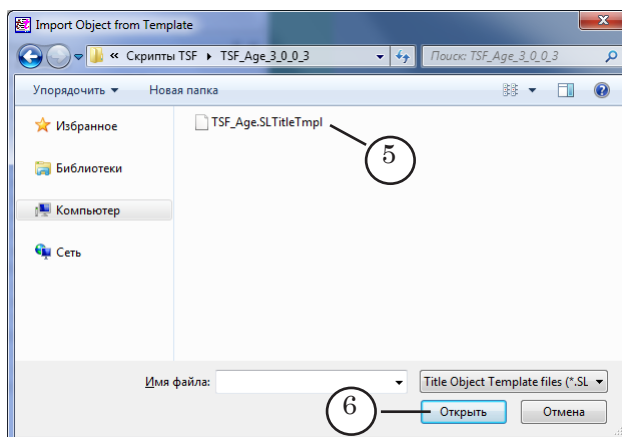 Import Object from Template
« Скрипты TSF ▸ TSF_Age_3_0_0_3
Поиск: TSF_Age_3_0_0_3
Упорядочить ▼ Новая папка
Избранное
TSF_Age.SLTitleTmpl
5
Библиотеки
Компьютер
Сеть
Имя файла:
Title Object Template files (*.SL
6
Открыть
Отмена